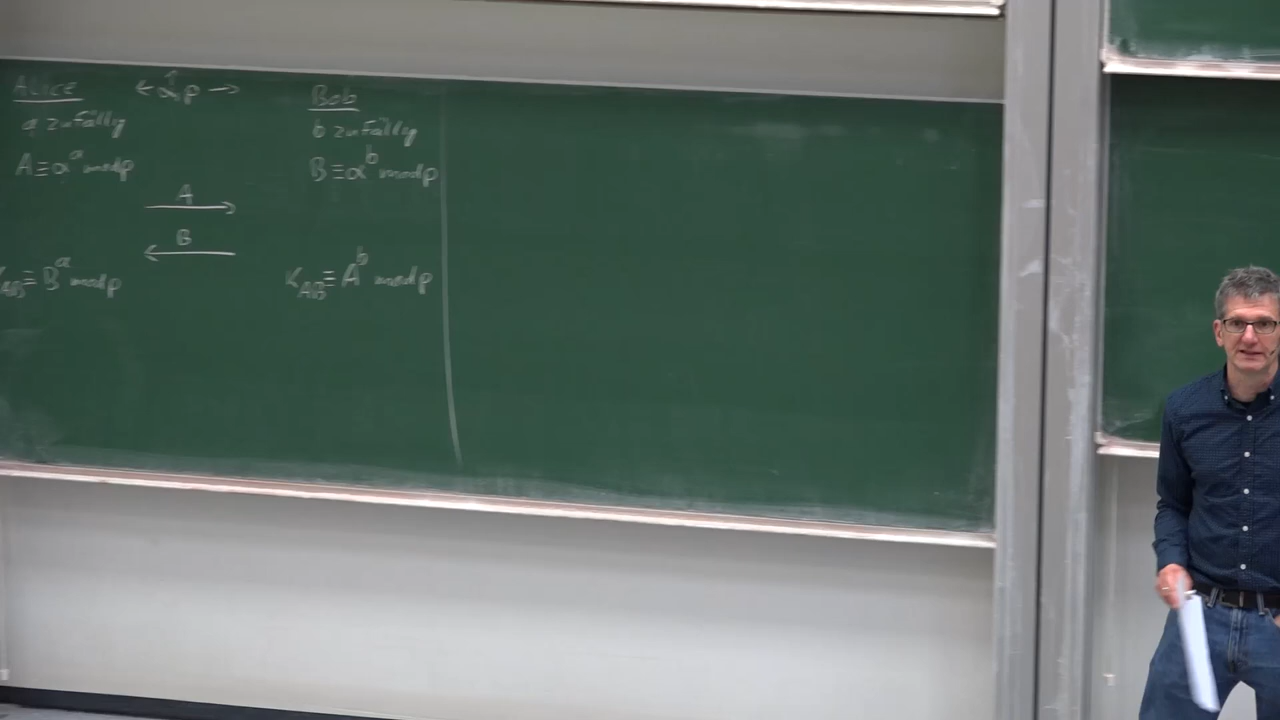 Alice ← α, p → Bob
a zufällig b zufällig
A ≡ α^a mod p B ≡ α^b mod p
A
→
B
←
K_AB ≡ B^a mod p K_AB ≡ A^b mod p